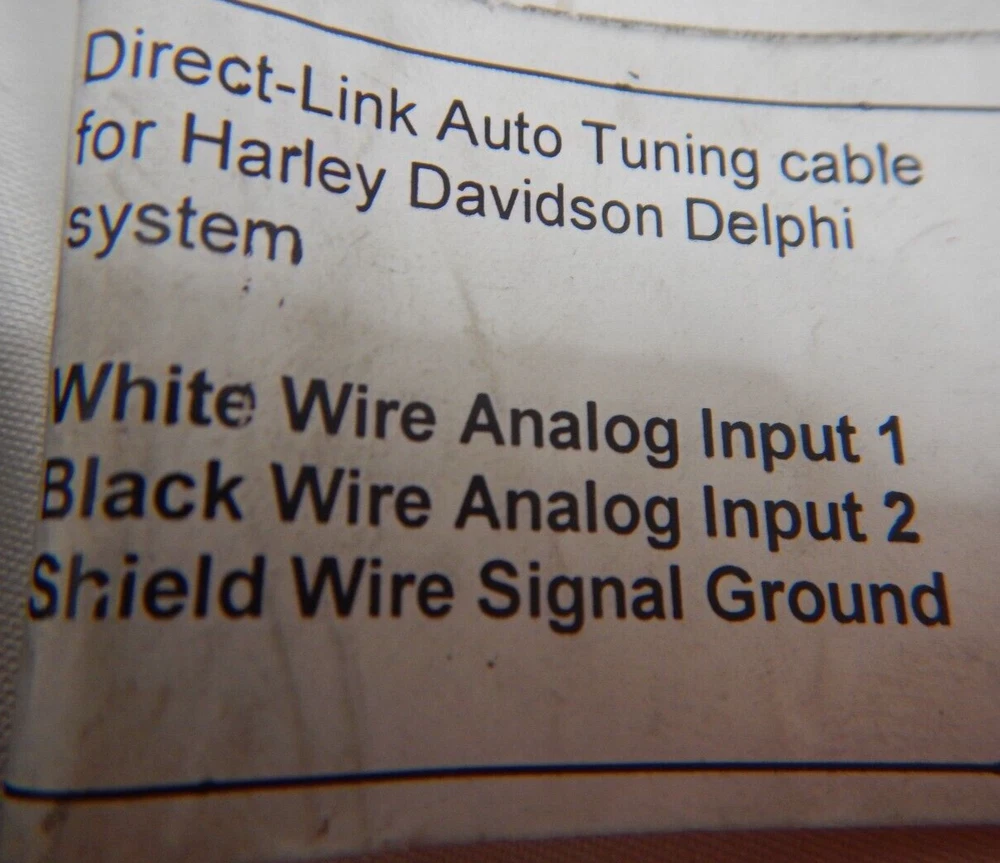 Direct-Link Auto Tuning cable
for Harley Davidson Delphi
system
White Wire Analog Input 1
Black Wire Analog Input 2
Shield Wire Signal Ground